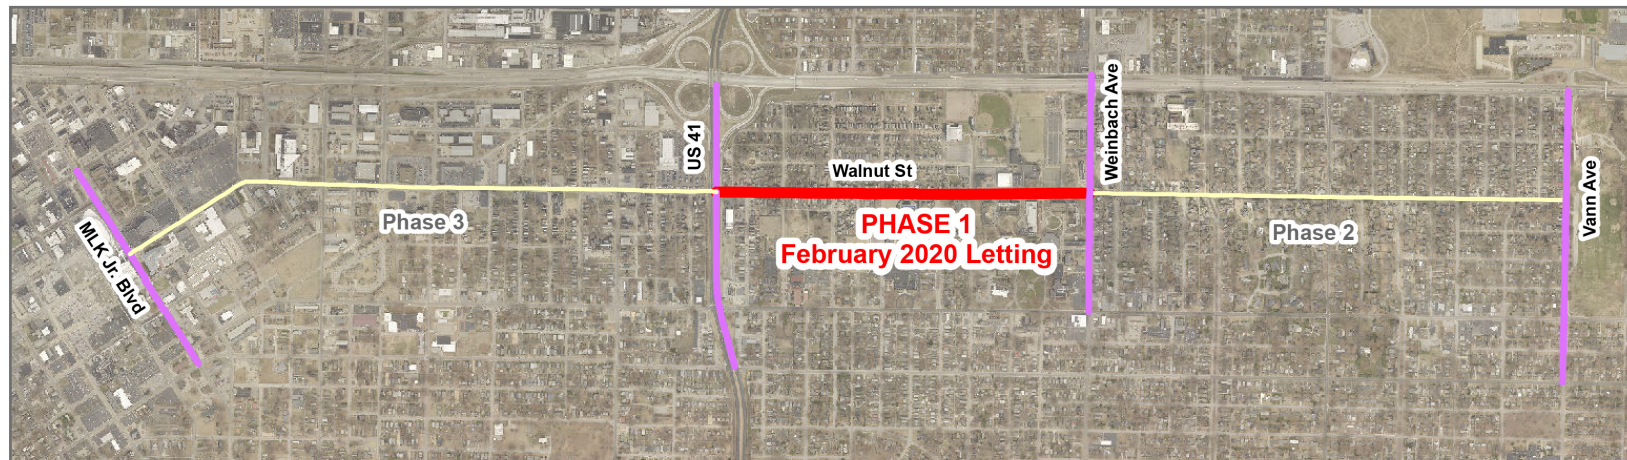 US 41
Walnut St
Weinbach Ave
Vann Ave
MLK Jr. Blvd
Phase 3
PHASE 1
February 2020 Letting
Phase 2